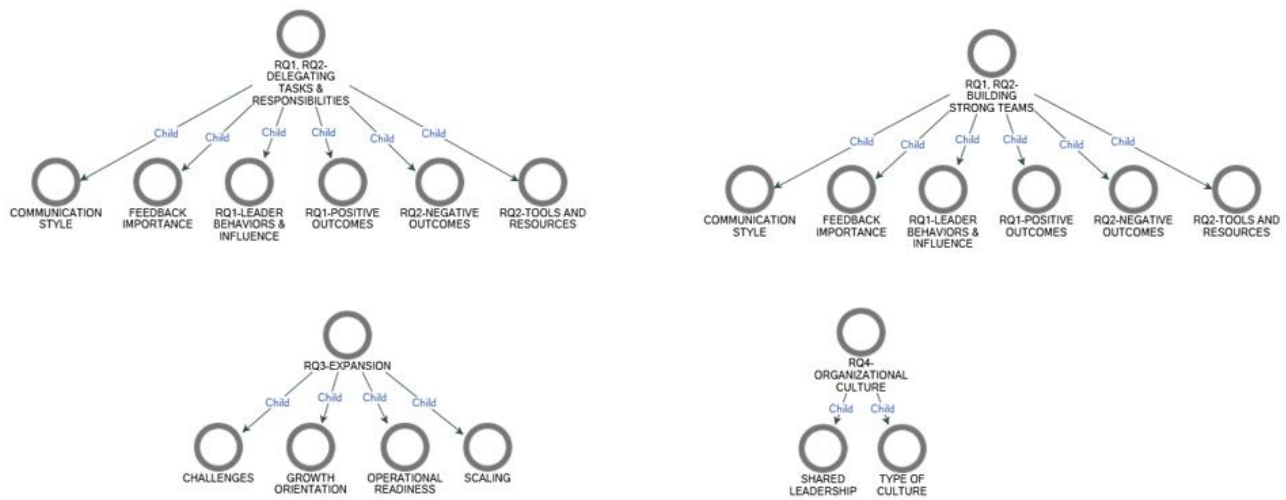 RQ1, RQ2-
DELEGATING
TASKS &
RESPONSIBILITIES
Child
Child
Child
Child
Child
Child
COMMUNICATION
STYLE
FEEDBACK
IMPORTANCE
RQ1-LEADER
BEHAVIORS &
INFLUENCE
RQ1-POSITIVE
OUTCOMES
RQ2-NEGATIVE
OUTCOMES
RQ2-TOOLS AND
RESOURCES
RQ1, RQ2-
BUILDING
STRONG TEAMS
Child
Child
Child
Child
Child
Child
COMMUNICATION
STYLE
FEEDBACK
IMPORTANCE
RQ1-LEADER
BEHAVIORS &
INFLUENCE
RQ1-POSITIVE
OUTCOMES
RQ2-NEGATIVE
OUTCOMES
RQ2-TOOLS AND
RESOURCES
RQ3-EXPANSION
Child
Child
Child
Child
CHALLENGES
GROWTH
ORIENTATION
OPERATIONAL
READINESS
SCALING
RQ4-
ORGANIZATIONAL
CULTURE
Child
Child
SHARED
LEADERSHIP
TYPE OF
CULTURE